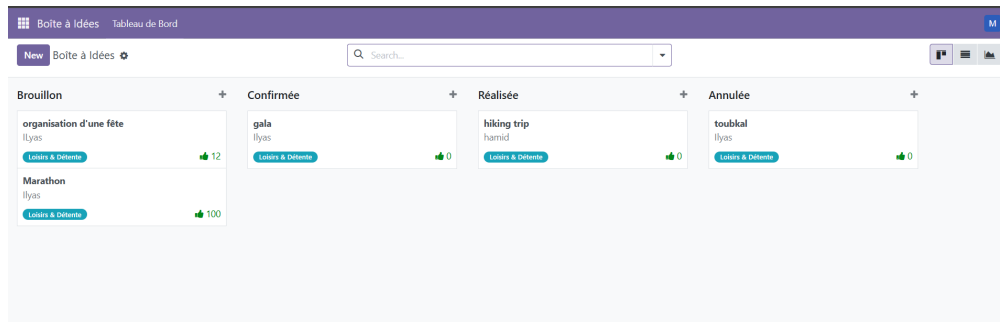 Boîte à Idées Tableau de Bord M
New Boîte à Idées Search...
Brouillon + Confirmée + Réalisée + Annulée +
organisation d'une fête
ILyas
Loisirs & Détente 12
Marathon
Ilyas
Loisirs & Détente 100
gala
Ilyas
Loisirs & Détente 0
hiking trip
hamid
Loisirs & Détente 0
toubkal
Ilyas
Loisirs & Détente 0